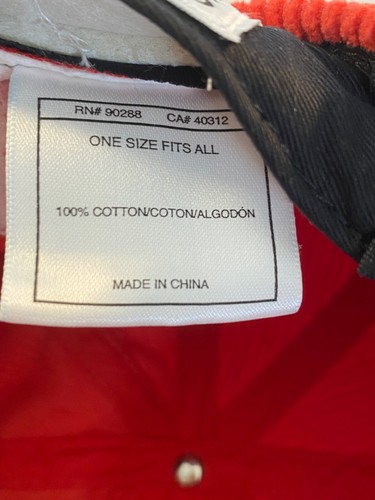 RN# 90288 CA# 40312
ONE SIZE FITS ALL
100% COTTON/COTON/ALGODÓN
MADE IN CHINA